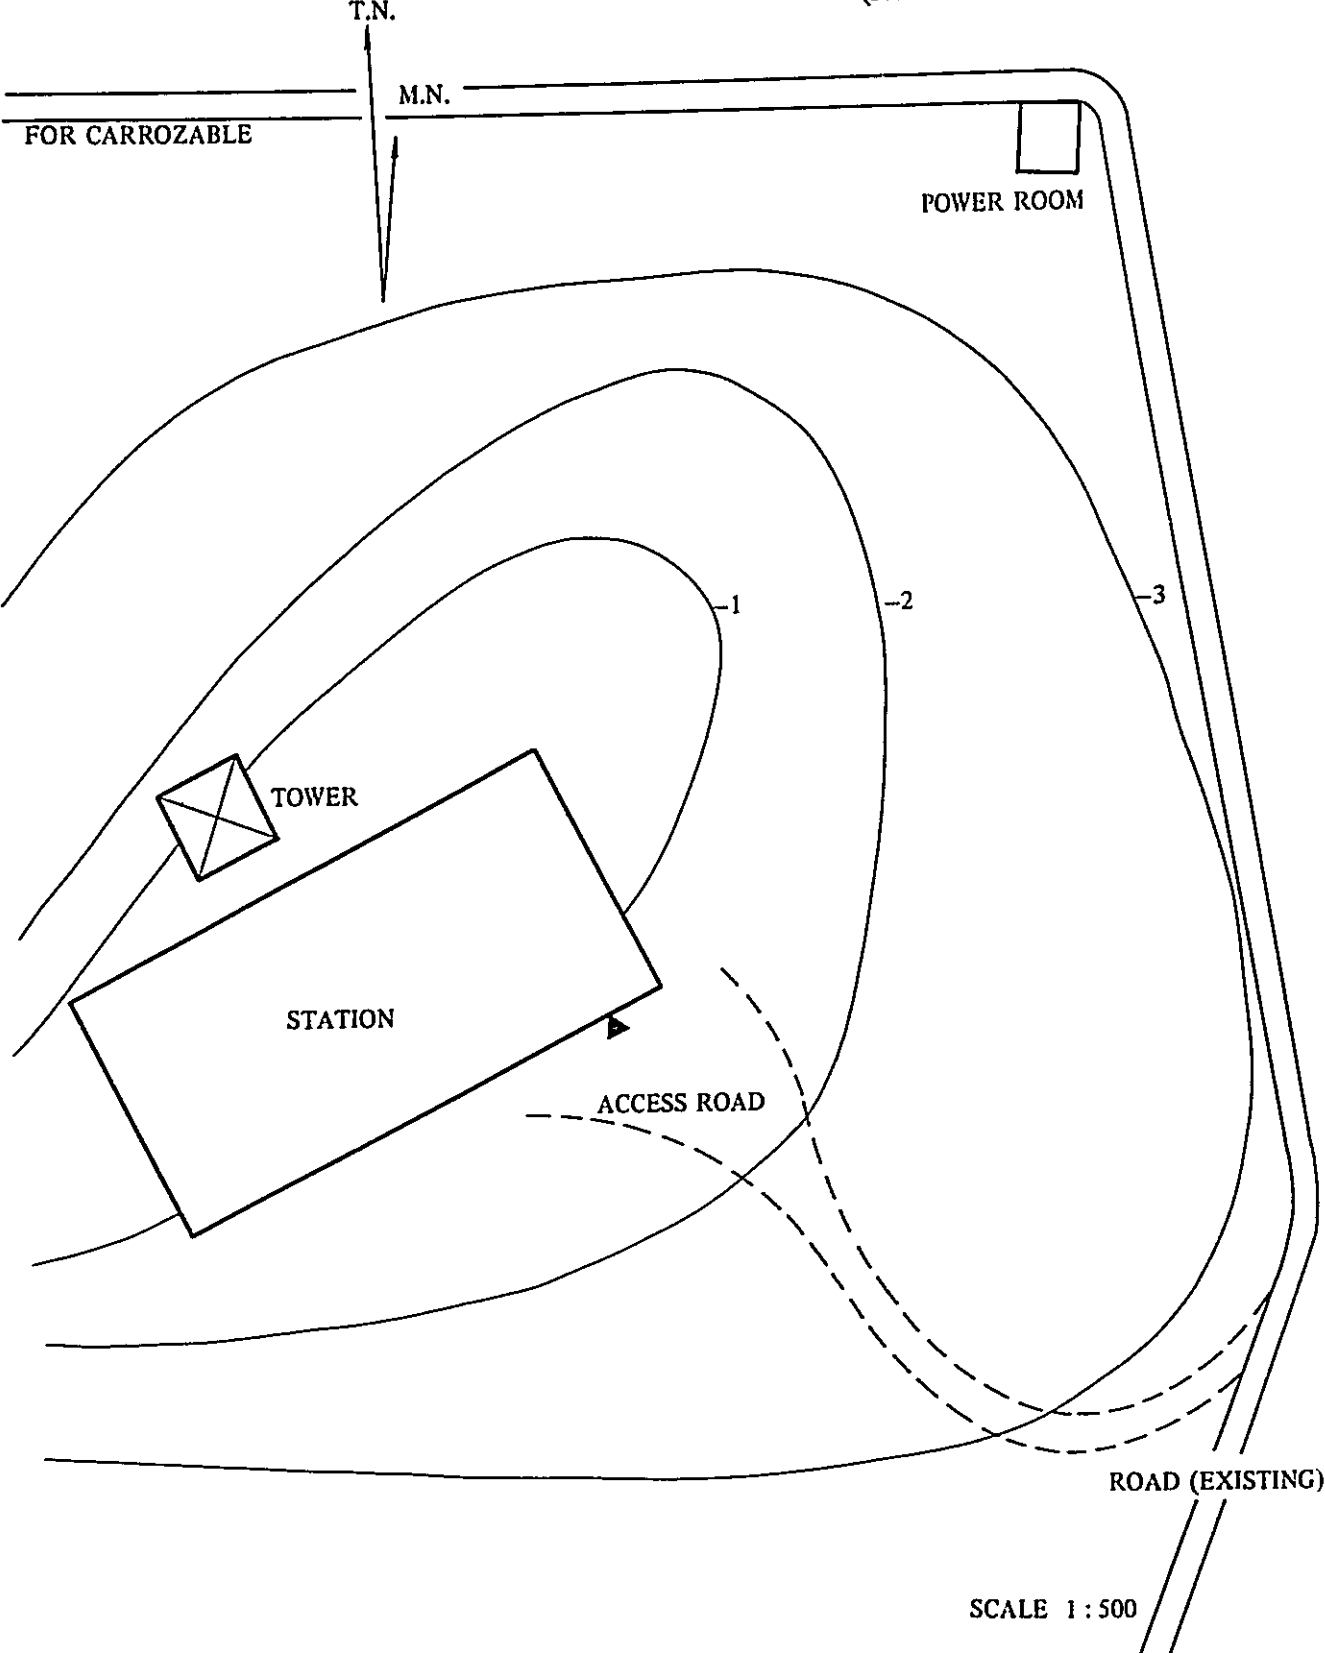 T.N.
M.N.
FOR CARROZABLE
POWER ROOM
–1
–2
–3
TOWER
STATION
ACCESS ROAD
ROAD (EXISTING)
SCALE 1 : 500